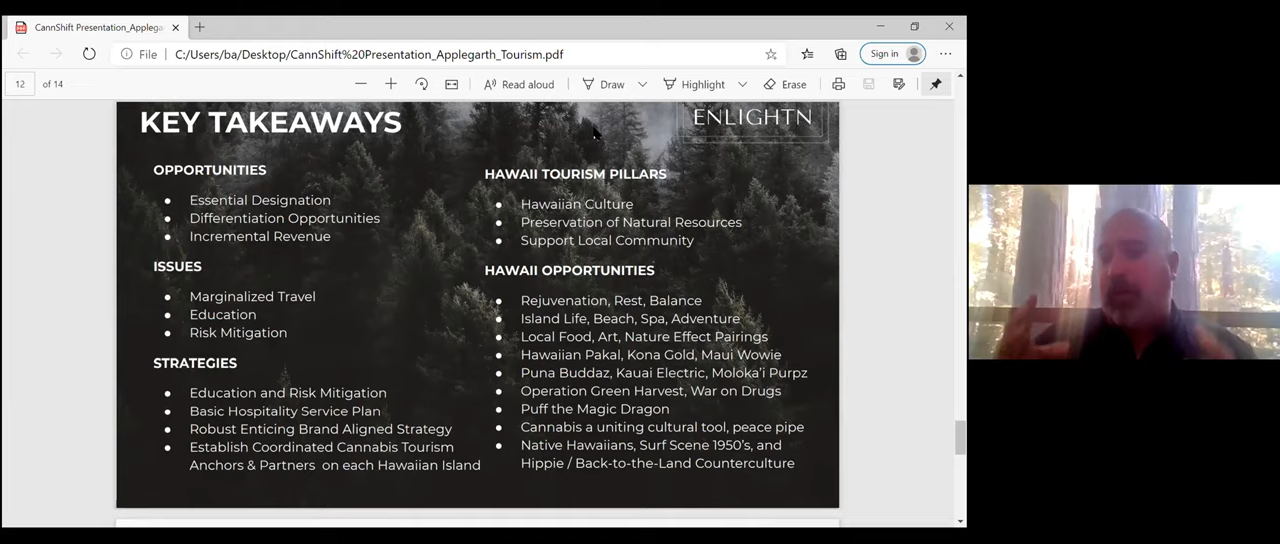 CannShift Presentation_Applega
Sign in
File
C:/Users/ba/Desktop/CannShift%20Presentation_Applegarth_Tourism.pdf
12 of 14
Read aloud
Draw
Highlight
Erase
KEY TAKEAWAYS
ENLIGHTN
OPPORTUNITIES
● Essential Designation
● Differentiation Opportunities
● Incremental Revenue
ISSUES
● Marginalized Travel
● Education
● Risk Mitigation
STRATEGIES
● Education and Risk Mitigation
● Basic Hospitality Service Plan
● Robust Enticing Brand Aligned Strategy
● Establish Coordinated Cannabis Tourism
Anchors & Partners on each Hawaiian Island
HAWAII TOURISM PILLARS
● Hawaiian Culture
● Preservation of Natural Resources
● Support Local Community
HAWAII OPPORTUNITIES
● Rejuvenation, Rest, Balance
● Island Life, Beach, Spa, Adventure
● Local Food, Art, Nature Effect Pairings
● Hawaiian Pakal, Kona Gold, Maui Wowie
● Puna Buddaz, Kauai Electric, Moloka'i Purpz
● Operation Green Harvest, War on Drugs
● Puff the Magic Dragon
● Cannabis a uniting cultural tool, peace pipe
● Native Hawaiians, Surf Scene 1950's, and
Hippie / Back-to-the-Land Counterculture